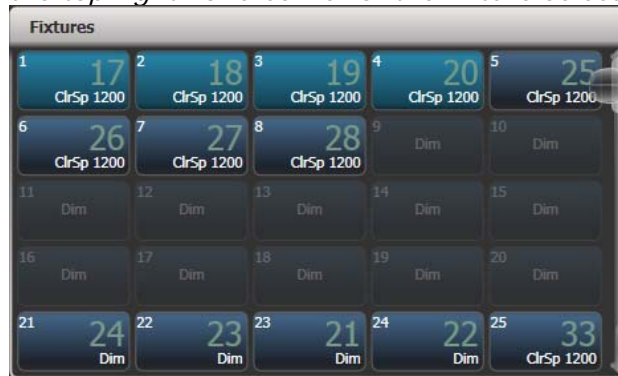 Fixtures
1 17 2 18 3 19 4 20 5 25
ClrSp 1200 ClrSp 1200 ClrSp 1200 ClrSp 1200 ClrSp 1200
6 26 7 27 8 28 9 10
ClrSp 1200 ClrSp 1200 ClrSp 1200 Dim Dim
11 12 13 14 15
Dim Dim Dim Dim Dim
16 17 18 19 20
Dim Dim Dim Dim Dim
21 24 22 23 23 21 24 22 25 33
Dim Dim Dim Dim ClrSp 1200